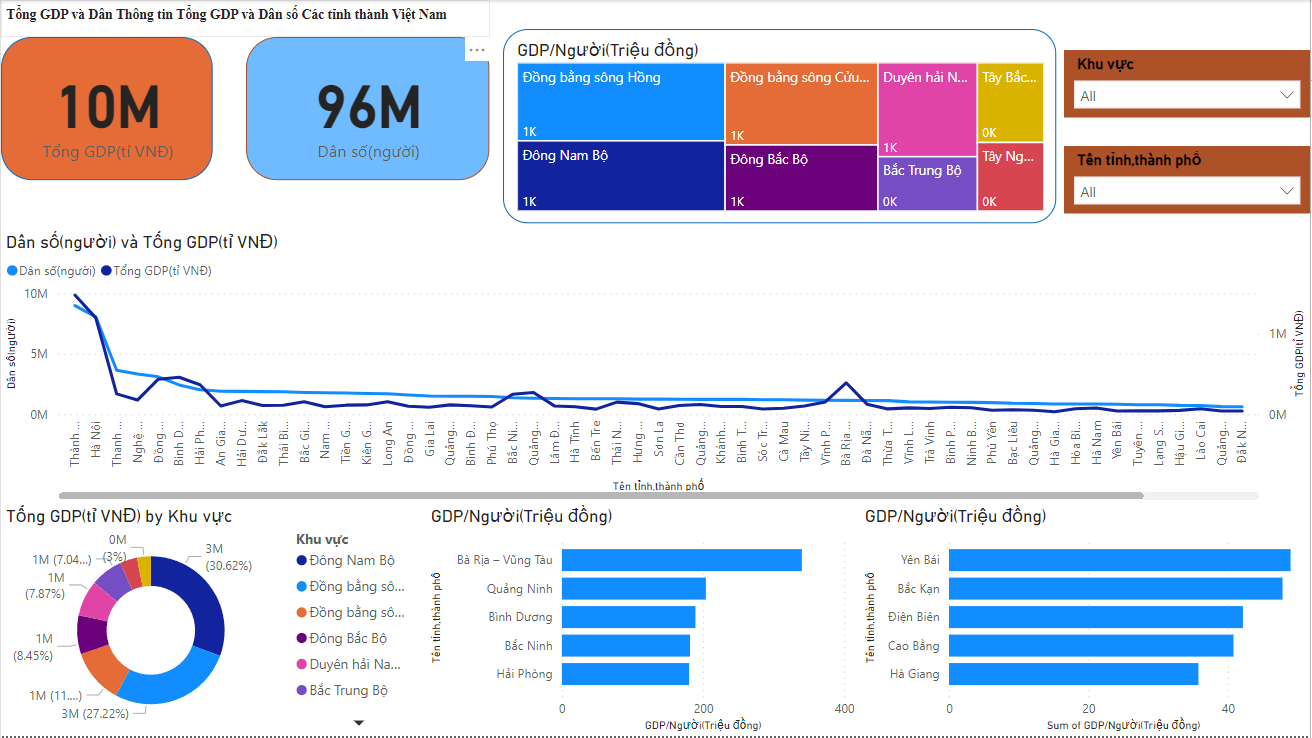 Tổng GDP và Dân Thông tin Tổng GDP và Dân số Các tỉnh thành Việt Nam
10M
Tổng GDP(tỉ VNĐ)
96M
Dân số(người)
GDP/Người(Triệu đồng)
Đồng bằng sông Hồng
1K
Đông Nam Bộ
1K
Đồng bằng sông Cửu...
1K
Đông Bắc Bộ
1K
Duyên hải N...
1K
Bắc Trung Bộ
0K
Tây Bắc...
0K
Tây Ng...
0K
Khu vực
All
Tên tỉnh,thành phố
All
Dân số(người) và Tổng GDP(tỉ VNĐ)
Dân số(người)
Tổng GDP(tỉ VNĐ)
Dân số(người)
10M
5M
0M
1M
0M
Tổng GDP(tỉ VNĐ)
Thành ...
Hà Nội
Thanh ...
Nghệ ...
Đồng ...
Bình D...
Hải Ph...
An Gia...
Hải Dư...
Đắk Lắk
Thái Bì...
Bắc Gi...
Nam ...
Tiền G...
Kiên G...
Long An
Đồng ...
Gia Lai
Quảng...
Bình Đ...
Phú Thọ
Bắc Ni...
Quảng...
Lâm Đ...
Hà Tĩnh
Bến Tre
Thái N...
Hưng ...
Sơn La
Cần Thơ
Quảng...
Khánh...
Bình T...
Sóc Tr...
Cà Mau
Tây Ni...
Vĩnh P...
Bà Rịa ...
Đà Nẵ...
Thừa T...
Vĩnh L...
Trà Vinh
Bình P...
Ninh B...
Phú Yên
Bạc Liêu
Quảng...
Hà Gia...
Hòa Bì...
Hà Nam
Yên Bái
Tuyên ...
Lạng S...
Hậu Gi...
Lào Cai
Quảng...
Đắk N...
Tên tỉnh,thành phố
Tổng GDP(tỉ VNĐ) by Khu vực
3M
(30.62%)
3M (27.22%)
1M (11....)
1M
(8.45%)
1M
(7.87%)
1M (7.04...)
0M
(3%)
Khu vực
Đông Nam Bộ
Đồng bằng sô...
Đồng bằng sô...
Đông Bắc Bộ
Duyên hải Na...
Bắc Trung Bộ
GDP/Người(Triệu đồng)
Tên tỉnh,thành phố
Bà Rịa – Vũng Tàu
Quảng Ninh
Bình Dương
Bắc Ninh
Hải Phòng
0
200
400
GDP/Người(Triệu đồng)
GDP/Người(Triệu đồng)
Tên tỉnh,thành phố
Yên Bái
Bắc Kạn
Điện Biên
Cao Bằng
Hà Giang
0
20
40
Sum of GDP/Người(Triệu đồng)